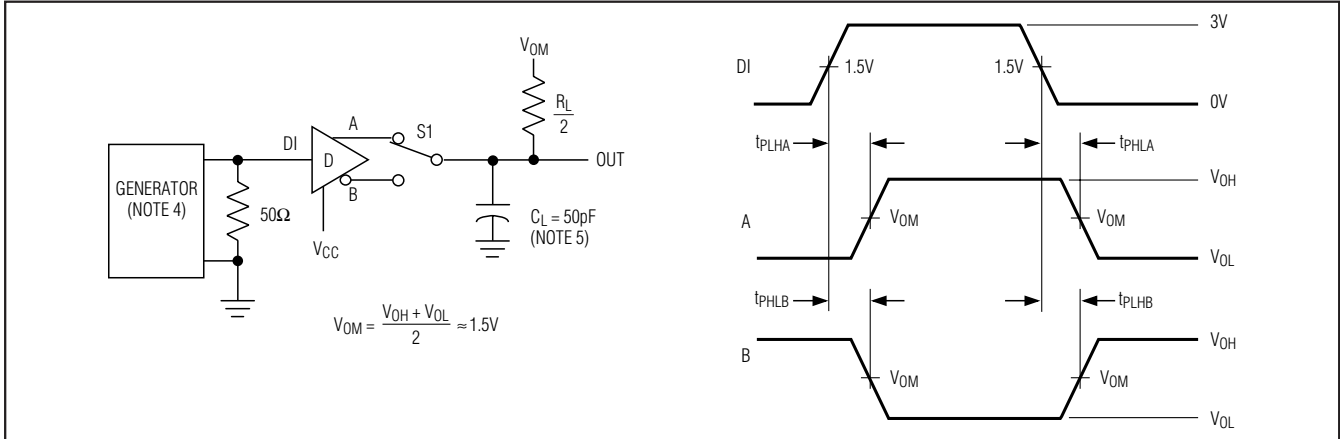 GENERATOR
(NOTE 4)
50Ω
DI
D
A
B
VCC
S1
VOM
RL
2
OUT
CL = 50pF
(NOTE 5)
VOM = VOH + VOL / 2 ≈ 1.5V
DI
1.5V
1.5V
3V
0V
tPLHA
tPHLA
A
VOM
VOM
VOH
VOL
tPHLB
tPLHB
B
VOM
VOM
VOH
VOL